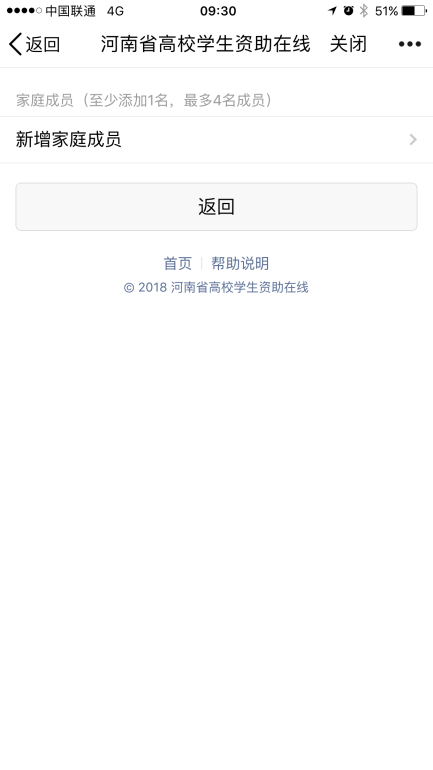 中国联通 4G 09:30 51%
返回 河南省高校学生资助在线 关闭
家庭成员（至少添加1名，最多4名成员）
新增家庭成员
返回
首页 帮助说明
© 2018 河南省高校学生资助在线